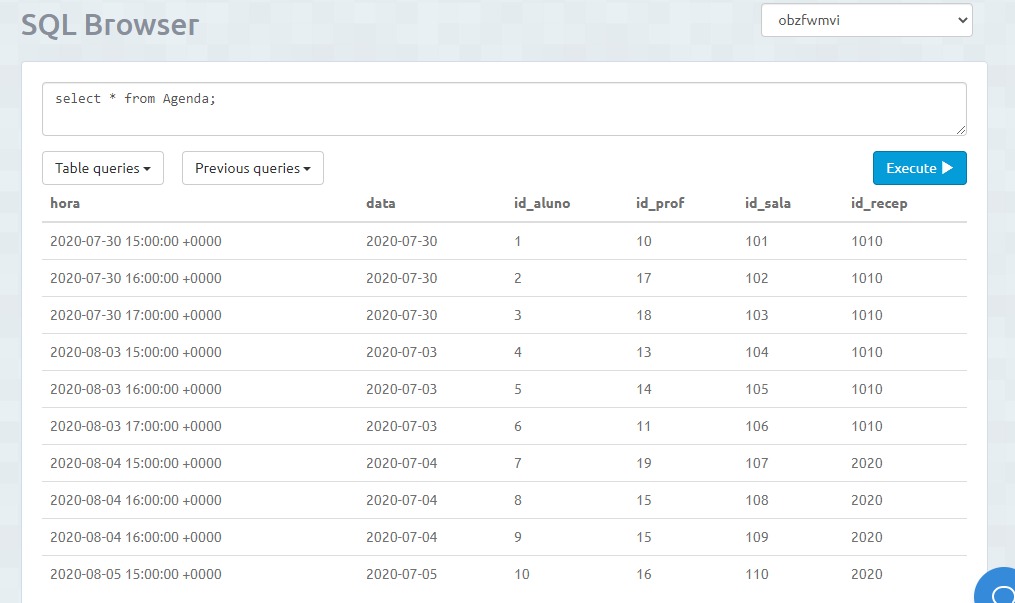 SQL Browser
obzfwmvi
select * from Agenda;
Table queries
Previous queries
Execute
hora data id_aluno id_prof id_sala id_recep
2020-07-30 15:00:00 +0000 2020-07-30 1 10 101 1010
2020-07-30 16:00:00 +0000 2020-07-30 2 17 102 1010
2020-07-30 17:00:00 +0000 2020-07-30 3 18 103 1010
2020-08-03 15:00:00 +0000 2020-07-03 4 13 104 1010
2020-08-03 16:00:00 +0000 2020-07-03 5 14 105 1010
2020-08-03 17:00:00 +0000 2020-07-03 6 11 106 1010
2020-08-04 15:00:00 +0000 2020-07-04 7 19 107 2020
2020-08-04 16:00:00 +0000 2020-07-04 8 15 108 2020
2020-08-04 16:00:00 +0000 2020-07-04 9 15 109 2020
2020-08-05 15:00:00 +0000 2020-07-05 10 16 110 2020